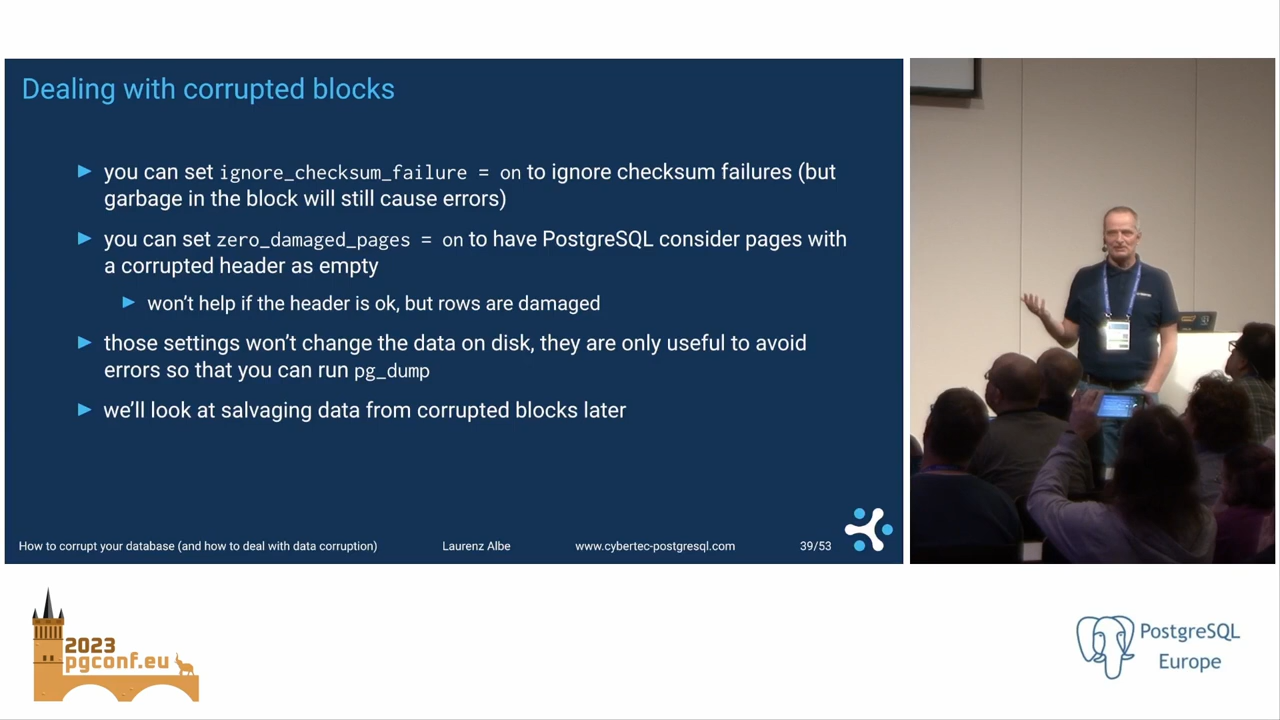 Dealing with corrupted blocks
you can set ignore_checksum_failure = on to ignore checksum failures (but
garbage in the block will still cause errors)
you can set zero_damaged_pages = on to have PostgreSQL consider pages with
a corrupted header as empty
won't help if the header is ok, but rows are damaged
those settings won't change the data on disk, they are only useful to avoid
errors so that you can run pg_dump
we'll look at salvaging data from corrupted blocks later
How to corrupt your database (and how to deal with data corruption)
Laurenz Albe
www.cybertec-postgresql.com
39/53
2023
pgconf.eu
PostgreSQL
Europe